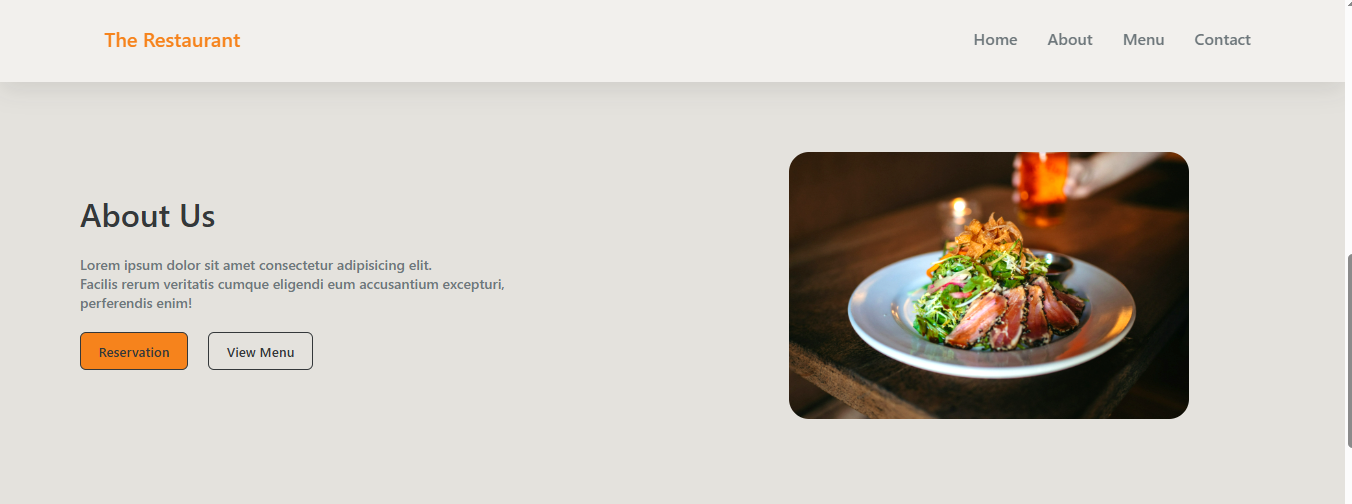 The Restaurant
Home About Menu Contact
About Us
Lorem ipsum dolor sit amet consectetur adipisicing elit.
Facilis rerum veritatis cumque eligendi eum accusantium excepturi,
perferendis enim!
Reservation View Menu